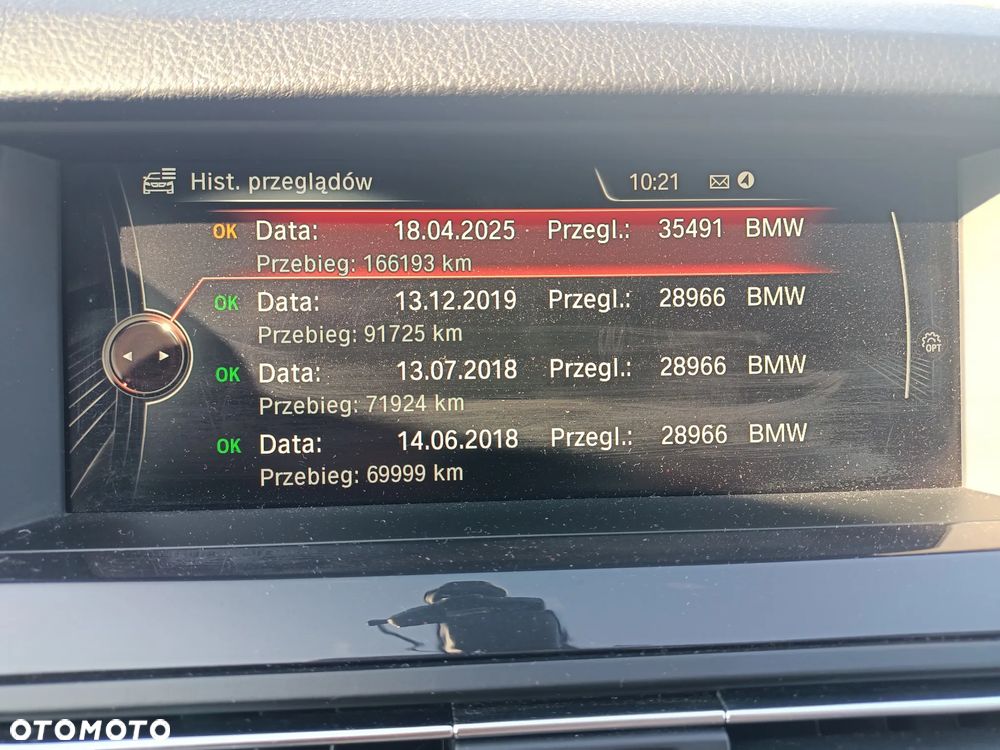 Hist. przeglądów 10:21
OK Data: 18.04.2025 Przegl.: 35491 BMW
Przebieg: 166193 km
OK Data: 13.12.2019 Przegl.: 28966 BMW
Przebieg: 91725 km
OK Data: 13.07.2018 Przegl.: 28966 BMW
Przebieg: 71924 km
OK Data: 14.06.2018 Przegl.: 28966 BMW
Przebieg: 69999 km
OPT
OTOMOTO